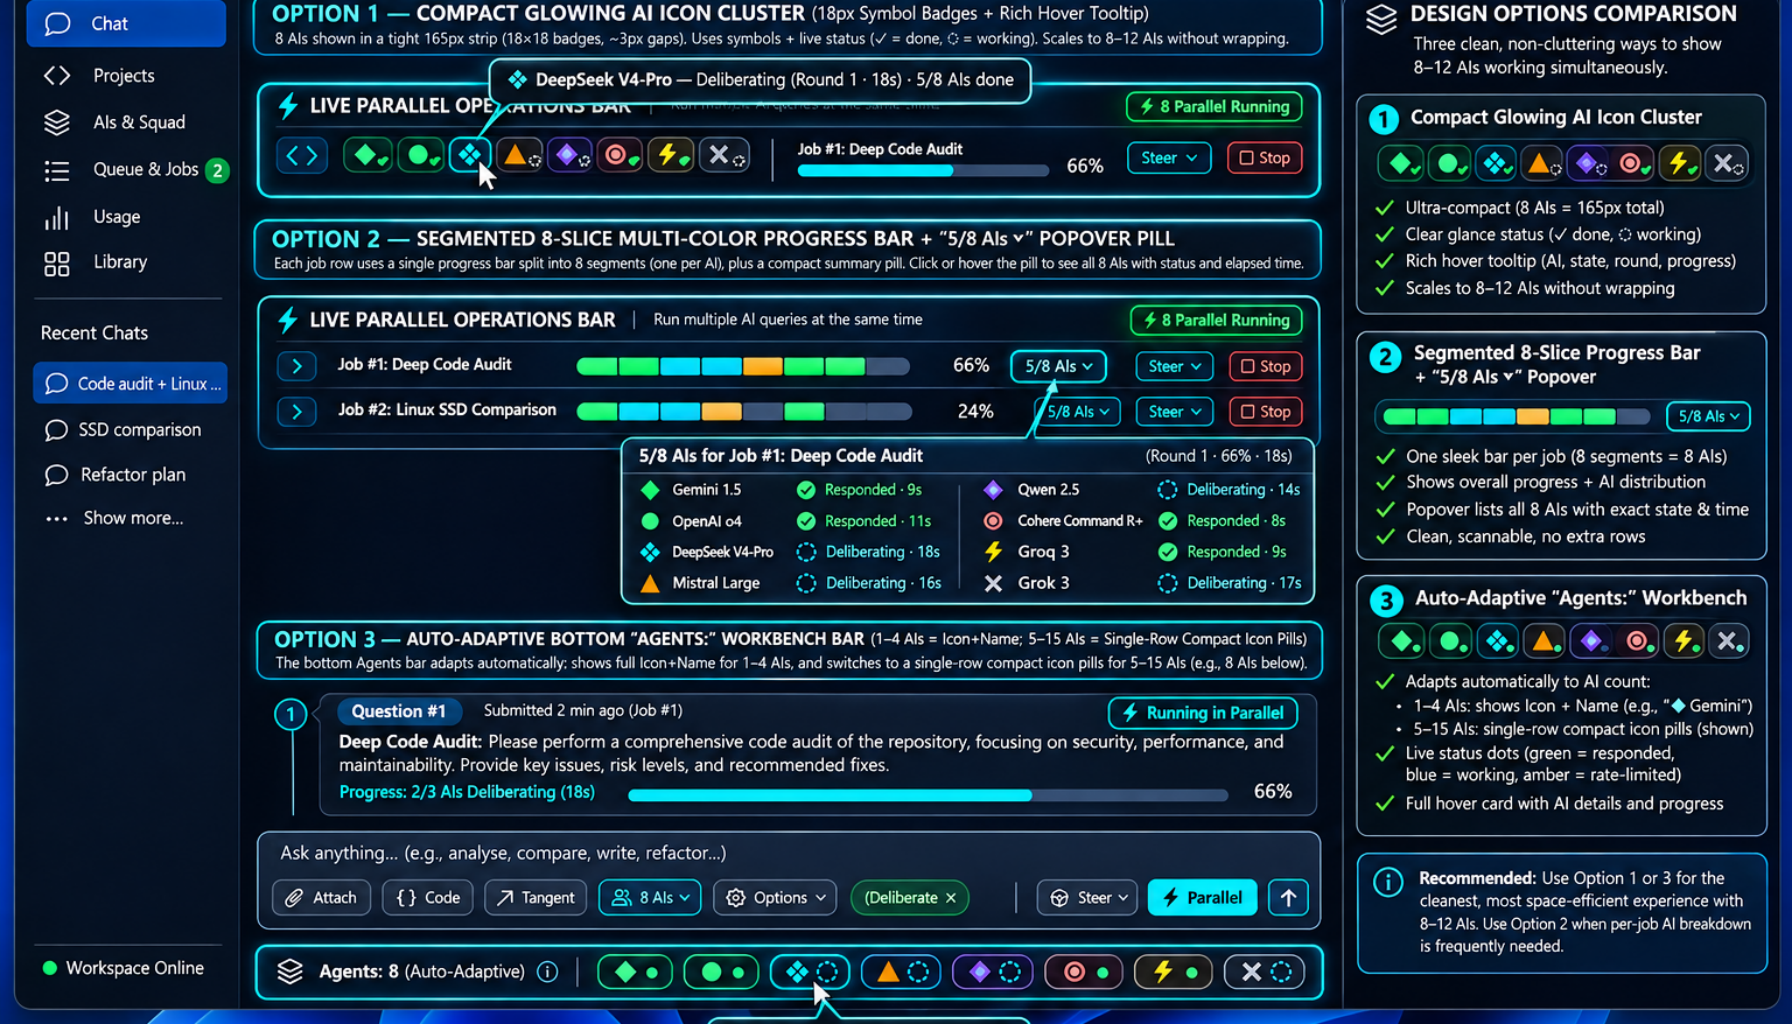 Chat
Projects
AIs & Squad
Queue & Jobs 2
Usage
Library
Recent Chats
Code audit + Linux ...
SSD comparison
Refactor plan
Show more...
Workspace Online
OPTION 1 — COMPACT GLOWING AI ICON CLUSTER (18px Symbol Badges + Rich Hover Tooltip)
8 AIs shown in a tight 165px strip (18×18 badges, ~3px gaps). Uses symbols + live status (✓ = done, ◌ = working). Scales to 8–12 AIs without wrapping.
DeepSeek V4-Pro — Deliberating (Round 1 · 18s) · 5/8 AIs done
LIVE PARALLEL OPERATIONS BAR
8 Parallel Running
Job #1: Deep Code Audit
66%
Steer
Stop
OPTION 2 — SEGMENTED 8-SLICE MULTI-COLOR PROGRESS BAR + “5/8 AIs ˅” POPOVER PILL
Each job row uses a single progress bar split into 8 segments (one per AI), plus a compact summary pill. Click or hover the pill to see all 8 AIs with status and elapsed time.
LIVE PARALLEL OPERATIONS BAR | Run multiple AI queries at the same time
8 Parallel Running
Job #1: Deep Code Audit 66% 5/8 AIs Steer Stop
Job #2: Linux SSD Comparison 24% 5/8 AIs Steer Stop
5/8 AIs for Job #1: Deep Code Audit (Round 1 · 66% · 18s)
Gemini 1.5 Responded · 9s Qwen 2.5 Deliberating · 14s
OpenAI o4 Responded · 11s Cohere Command R+ Responded · 8s
DeepSeek V4-Pro Deliberating · 18s Groq 3 Responded · 9s
Mistral Large Deliberating · 16s Grok 3 Deliberating · 17s
OPTION 3 — AUTO-ADAPTIVE BOTTOM “AGENTS:” WORKBENCH BAR (1–4 AIs = Icon+Name; 5–15 AIs = Single-Row Compact Icon Pills)
The bottom Agents bar adapts automatically: shows full Icon+Name for 1–4 AIs, and switches to a single-row compact icon pills for 5–15 AIs (e.g., 8 AIs below).
1
Question #1 Submitted 2 min ago (Job #1)
Running in Parallel
Deep Code Audit: Please perform a comprehensive code audit of the repository, focusing on security, performance, and
maintainability. Provide key issues, risk levels, and recommended fixes.
Progress: 2/3 AIs Deliberating (18s) 66%
Ask anything... (e.g., analyse, compare, write, refactor...)
Attach {} Code Tangent 8 AIs Options (Deliberate × Steer Parallel
Agents: 8 (Auto-Adaptive)
DESIGN OPTIONS COMPARISON
Three clean, non-cluttering ways to show
8–12 AIs working simultaneously.
1 Compact Glowing AI Icon Cluster
Ultra-compact (8 AIs = 165px total)
Clear glance status (✓ done, ◌ working)
Rich hover tooltip (AI, state, round, progress)
Scales to 8–12 AIs without wrapping
2 Segmented 8-Slice Progress Bar
+ “5/8 AIs ˅” Popover
5/8 AIs
One sleek bar per job (8 segments = 8 AIs)
Shows overall progress + AI distribution
Popover lists all 8 AIs with exact state & time
Clean, scannable, no extra rows
3 Auto-Adaptive “Agents:” Workbench
Adapts automatically to AI count:
• 1–4 AIs: shows Icon + Name (e.g., “◆ Gemini”)
• 5–15 AIs: single-row compact icon pills (shown)
Live status dots (green = responded,
blue = working, amber = rate-limited)
Full hover card with AI details and progress
Recommended: Use Option 1 or 3 for the
cleanest, most space-efficient experience with
8–12 AIs. Use Option 2 when per-job AI breakdown
is frequently needed.